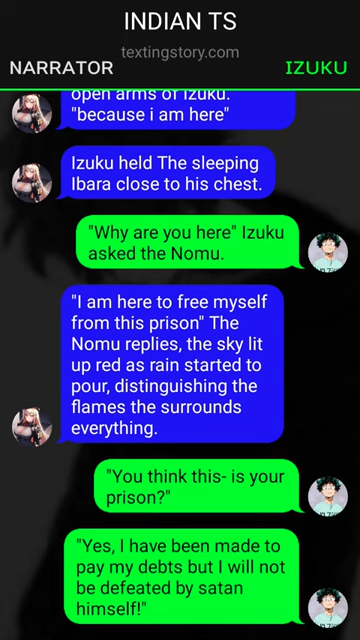 INDIAN TS
textingstory.com
NARRATOR
IZUKU
open arms of Izuku.
"because i am here"
Izuku held The sleeping
Ibara close to his chest.
"Why are you here" Izuku
asked the Nomu.
"I am here to free myself
from this prison" The
Nomu replies, the sky lit
up red as rain started to
pour, distinguishing the
flames the surrounds
everything.
"You think this- is your
prison?"
"Yes, I have been made to
pay my debts but I will not
be defeated by satan
himself!"